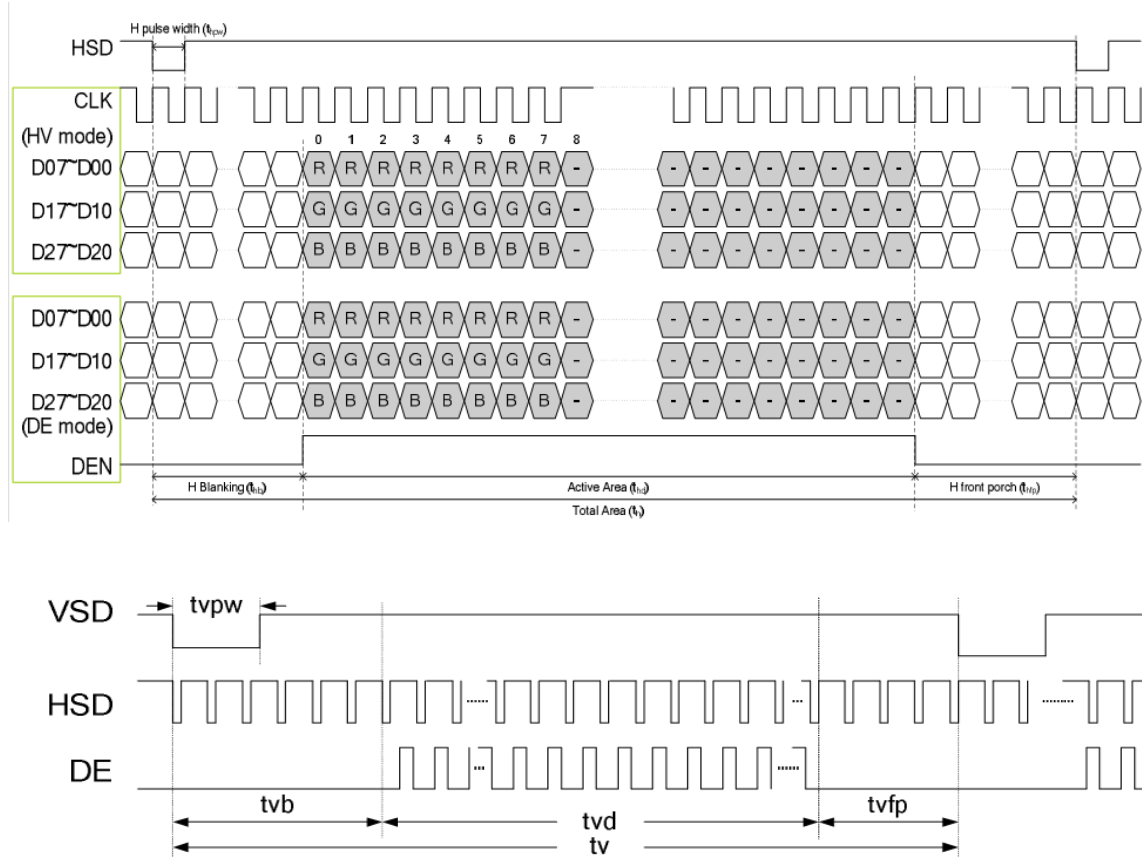 H pulse width (thpw)
HSD
CLK
(HV mode)
0 1 2 3 4 5 6 7 8
D07~D00 R R R R R R R R - - - - - - - - -
D17~D10 G G G G G G G G - - - - - - - - -
D27~D20 B B B B B B B B - - - - - - - - -
D07~D00 R R R R R R R R - - - - - - - - -
D17~D10 G G G G G G G G - - - - - - - - -
D27~D20 B B B B B B B B - - - - - - - - -
(DE mode)
DEN
H Blanking (thb) Active Area (thd) H front porch (thfp)
Total Area (th)
VSD tvpw
HSD
DE
tvb tvd tvfp
tv